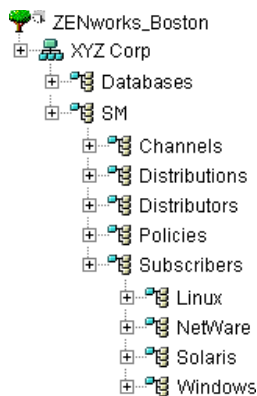 ZENworks_Boston
XYZ Corp
Databases
SM
Channels
Distributions
Distributors
Policies
Subscribers
Linux
NetWare
Solaris
Windows